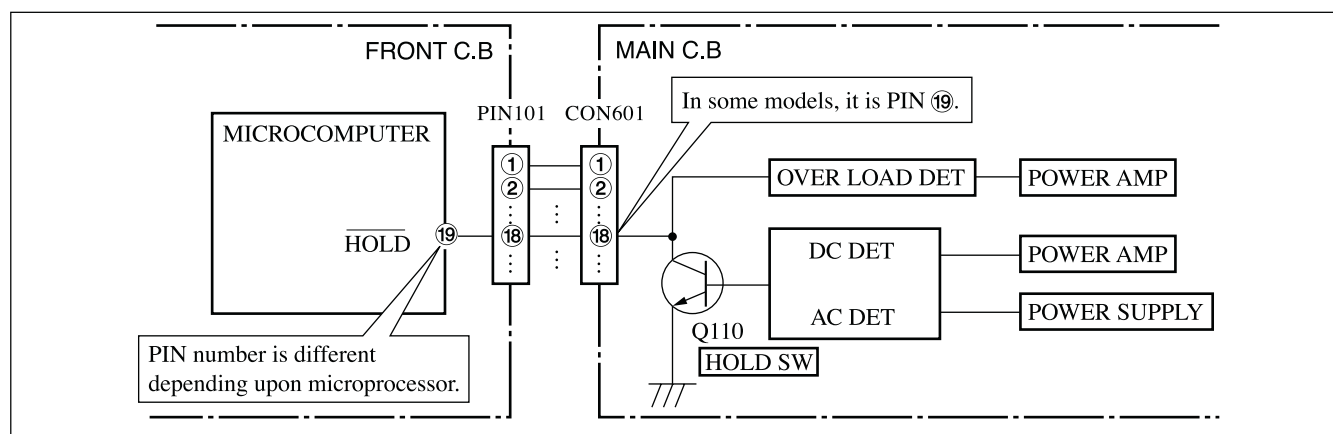 FRONT C.B
MAIN C.B
PIN101
CON601
In some models, it is PIN ⑲.
MICROCOMPUTER
①
①
②
②
⋮
⋮
⋮
HOLD
⑲
⑱
⑱
⋮
⋮
⋮
OVER LOAD DET
POWER AMP
DC DET
POWER AMP
AC DET
POWER SUPPLY
Q110
HOLD SW
PIN number is different
depending upon microprocessor.